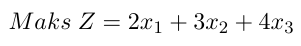 Maks Z = 2x₁ + 3x₂ + 4x₃